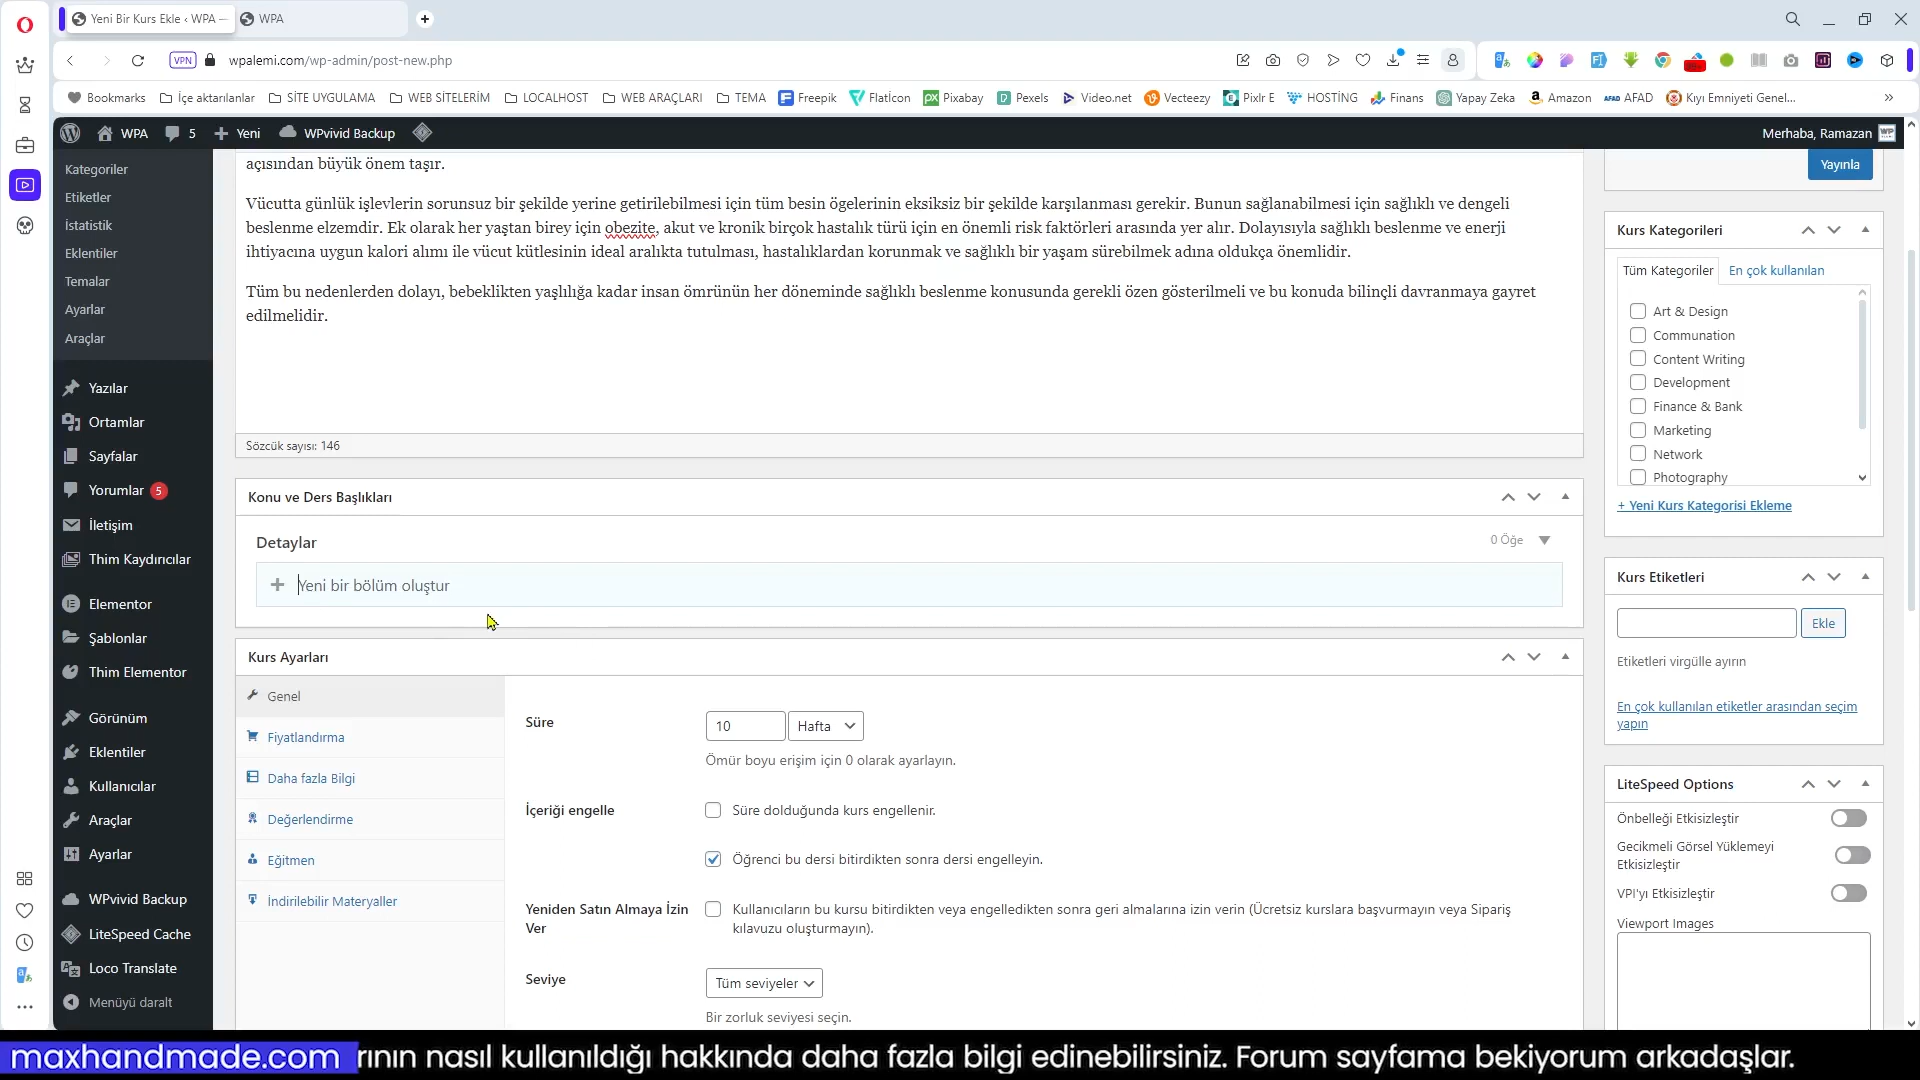 Yeni Bir Kurs Ekle ‹ WPA —
WPA
VPN
wpalemi.com/wp-admin/post-new.php
Bookmarks
İçe aktarılanlar
SİTE UYGULAMA
WEB SİTELERİM
LOCALHOST
WEB ARAÇLARI
TEMA
Freepik
Flatİcon
Pixabay
Pexels
Video.net
Vecteezy
Pixlr E
HOSTİNG
Finans
Yapay Zeka
Amazon
AFAD
Kıyı Emniyeti Genel...
WPA
5
Yeni
WPvivid Backup
Merhaba, Ramazan
Kategoriler
Etiketler
İstatistik
Eklentiler
Temalar
Ayarlar
Araçlar
Yazılar
Ortamlar
Sayfalar
Yorumlar 5
İletişim
Thim Kaydırıcılar
Elementor
Şablonlar
Thim Elementor
Görünüm
Eklentiler
Kullanıcılar
Araçlar
Ayarlar
WPvivid Backup
LiteSpeed Cache
Loco Translate
Menüyü daralt
açısından büyük önem taşır.
Vücutta günlük işlevlerin sorunsuz bir şekilde yerine getirilebilmesi için tüm besin ögelerinin eksiksiz bir şekilde karşılanması gerekir. Bunun sağlanabilmesi için sağlıklı ve dengeli
beslenme elzemdir. Ek olarak her yaştan birey için obezite, akut ve kronik birçok hastalık türü için en önemli risk faktörleri arasında yer alır. Dolayısıyla sağlıklı beslenme ve enerji
ihtiyacına uygun kalori alımı ile vücut kütlesinin ideal aralıkta tutulması, hastalıklardan korunmak ve sağlıklı bir yaşam sürebilmek adına oldukça önemlidir.
Tüm bu nedenlerden dolayı, bebeklikten yaşlılığa kadar insan ömrünün her döneminde sağlıklı beslenme konusunda gerekli özen gösterilmeli ve bu konuda bilinçli davranmaya gayret
edilmelidir.
Sözcük sayısı: 146
Konu ve Ders Başlıkları
Detaylar
0 Öğe
Yeni bir bölüm oluştur
Kurs Ayarları
Genel
Fiyatlandırma
Daha fazla Bilgi
Değerlendirme
Eğitmen
İndirilebilir Materyaller
Süre
10
Hafta
Ömür boyu erişim için 0 olarak ayarlayın.
İçeriği engelle
Süre dolduğunda kurs engellenir.
Öğrenci bu dersi bitirdikten sonra dersi engelleyin.
Yeniden Satın Almaya İzin
Ver
Kullanıcıların bu kursu bitirdikten veya engelledikten sonra geri almalarına izin verin (Ücretsiz kurslara başvurmayın veya Sipariş
kılavuzu oluşturmayın).
Seviye
Tüm seviyeler
Bir zorluk seviyesi seçin.
Yayınla
Kurs Kategorileri
Tüm Kategoriler
En çok kullanılan
Art & Design
Communation
Content Writing
Development
Finance & Bank
Marketing
Network
Photography
+ Yeni Kurs Kategorisi Ekleme
Kurs Etiketleri
Ekle
Etiketleri virgülle ayırın
En çok kullanılan etiketler arasından seçim
yapın
LiteSpeed Options
Önbelleği Etkisizleştir
Gecikmeli Görsel Yüklemeyi
Etkisizleştir
VPI'yı Etkisizleştir
Viewport Images
maxhandmade.com
rının nasıl kullanıldığı hakkında daha fazla bilgi edinebilirsiniz. Forum sayfama bekiyorum arkadaşlar.